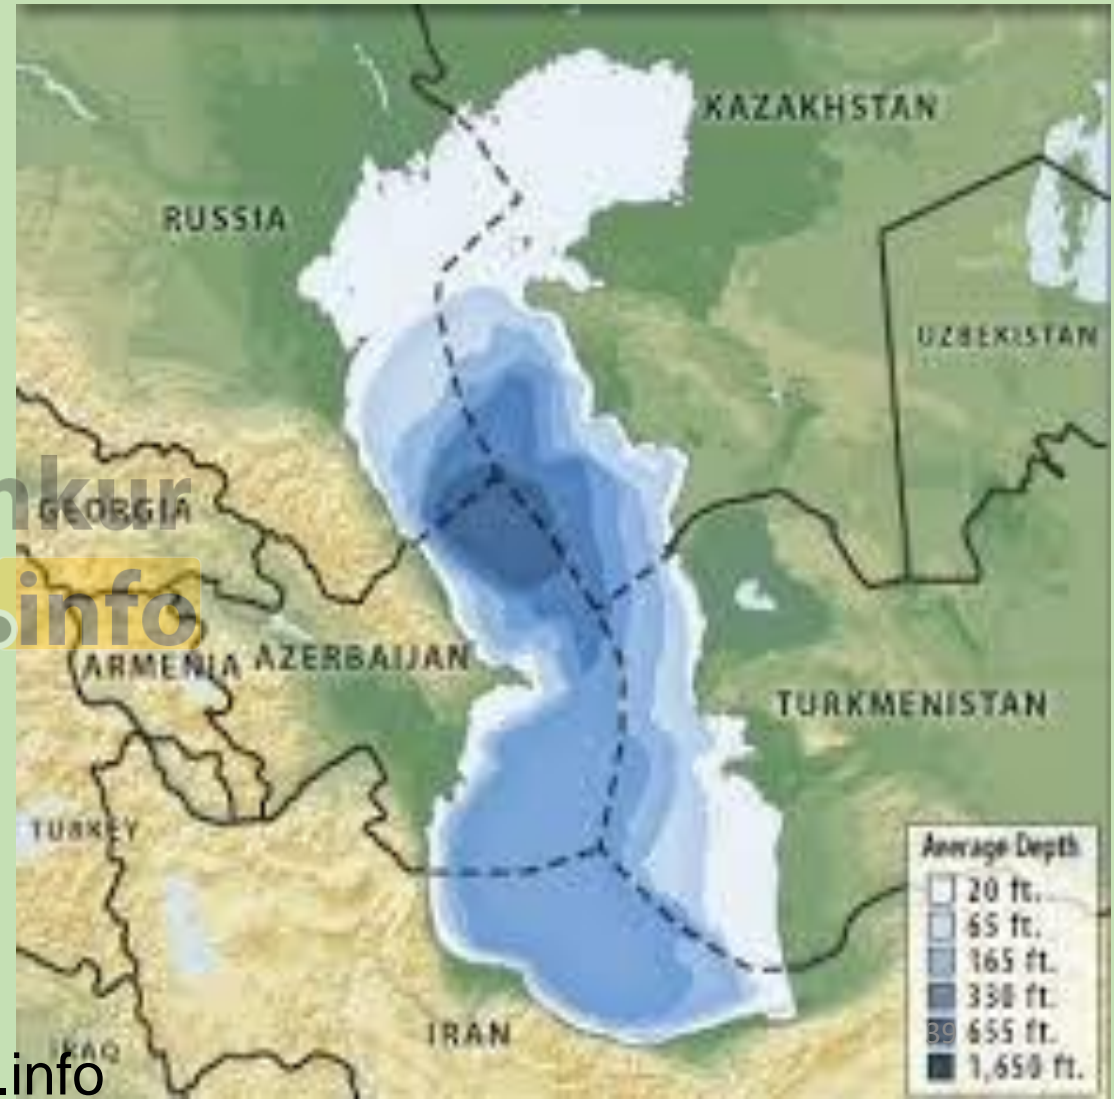 KAZAKHSTAN
RUSSIA
UZBEKISTAN
nkur
GEORGIA
info
ARMENIA
AZERBAIJAN
TURKMENISTAN
TURKEY
Average Depth
20 ft.
65 ft.
165 ft.
330 ft.
39 655 ft.
1,650 ft.
IRAN
IRAQ
.info